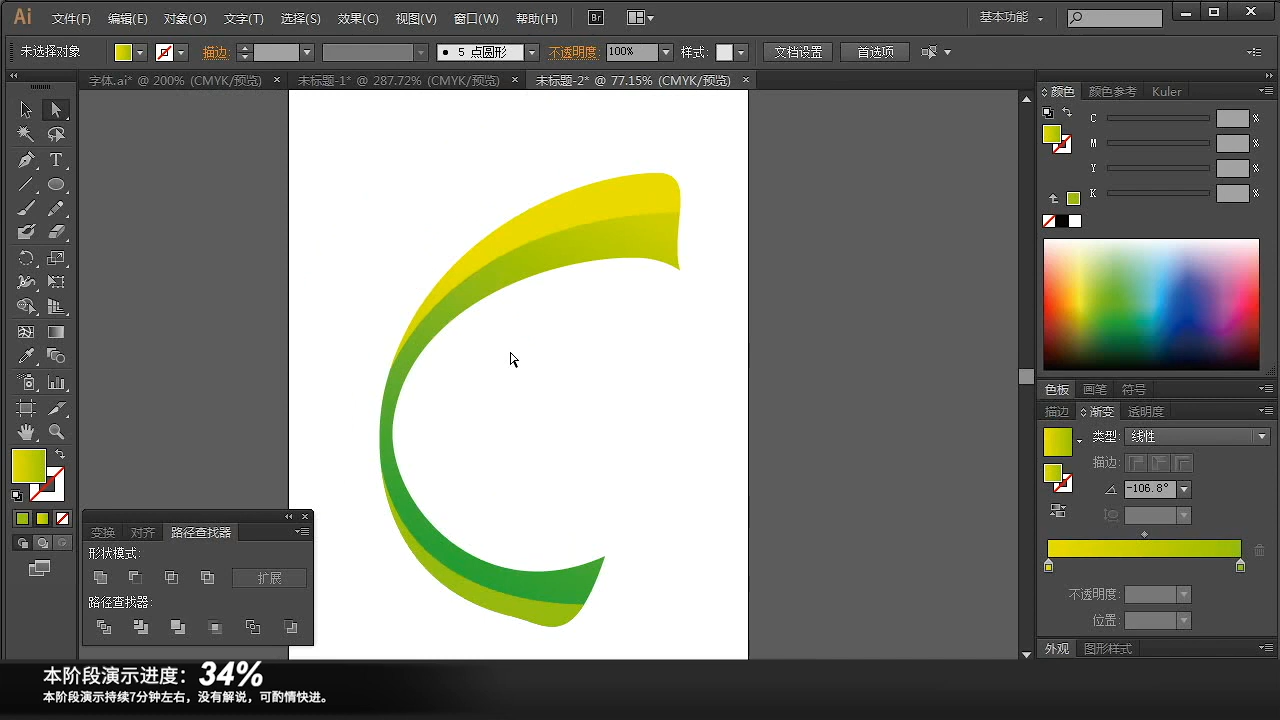 Ai 文件(F) 编辑(E) 对象(O) 文字(T) 选择(S) 效果(C) 视图(V) 窗口(W) 帮助(H) Br 基本功能
未选择对象 描边: 5 点圆形 不透明度: 100% 样式: 文档设置 首选项
字体.ai* @ 200% (CMYK/预览) × 未标题-1* @ 287.72% (CMYK/预览) × 未标题-2* @ 77.15% (CMYK/预览) ×
颜色 颜色参考 Kuler
C %
M %
Y %
K %
色板 画笔 符号
描边 渐变 透明度
类型: 线性
描边:
-106.8°
不透明度:
位置:
外观 图形样式
变换 对齐 路径查找器
形状模式:
扩展
路径查找器:
本阶段演示进度: 34%
本阶段演示持续7分钟左右，没有解说，可酌情快进。